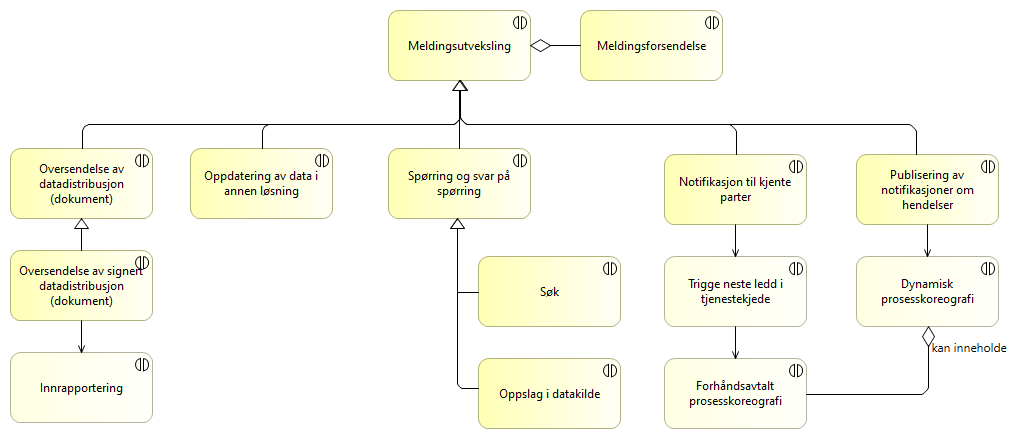 Meldingsutveksling
Meldingsforsendelse
Oversendelse av
datadistribusjon
(dokument)
Oppdatering av data i
annen løsning
Spørring og svar på
spørring
Notifikasjon til kjente
parter
Publisering av
notifikasjoner om
hendelser
Oversendelse av signert
datadistribusjon
(dokument)
Søk
Trigge neste ledd i
tjenestekjede
Dynamisk
prosesskoreografi
kan inneholde
Innrapportering
Oppslag i datakilde
Forhåndsavtalt
prosesskoreografi